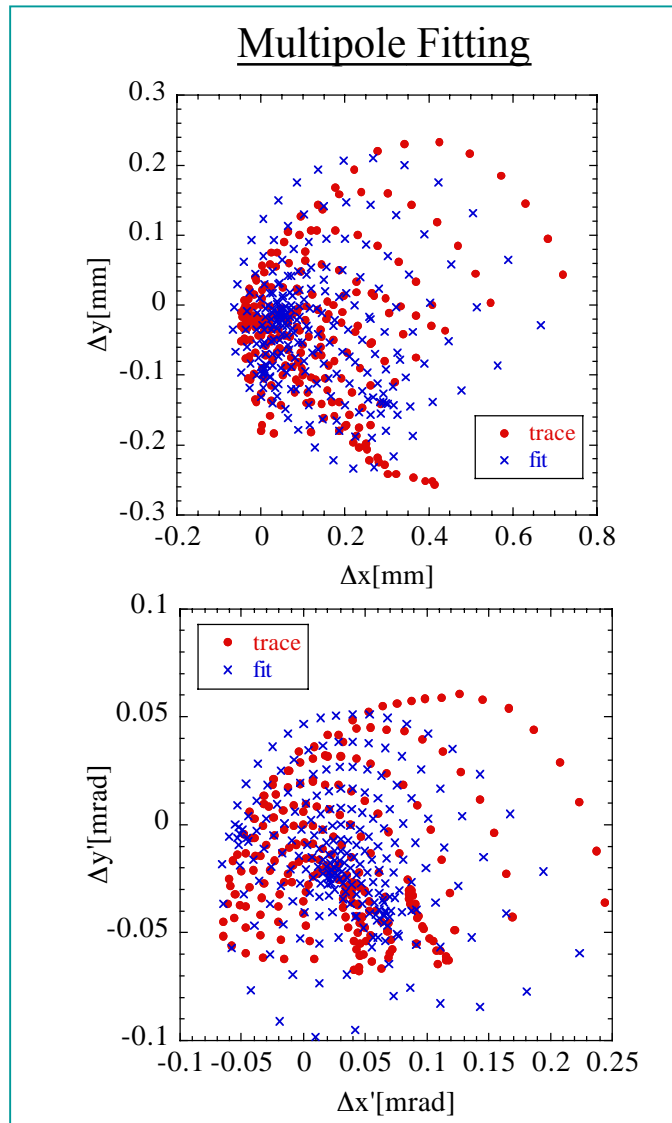 Multipole Fitting
0.3
0.2
0.1
0
-0.1
-0.2
-0.3
Δy[mm]
trace
fit
-0.2
0
0.2
0.4
0.6
0.8
Δx[mm]
0.1
0.05
0
-0.05
-0.1
Δy'[mrad]
trace
fit
-0.1
-0.05
0
0.05
0.1
0.15
0.2
0.25
Δx'[mrad]